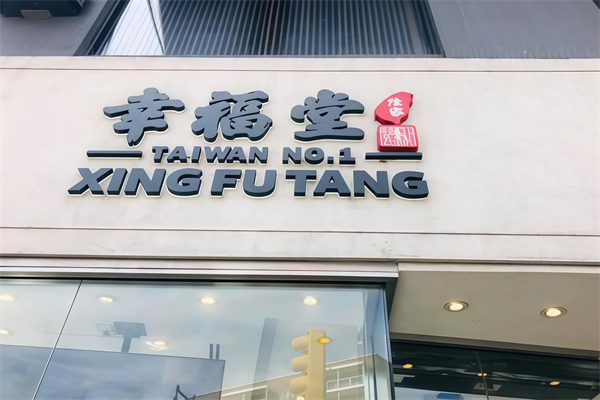 幸福堂
TAIWAN NO.1
XING FU TANG